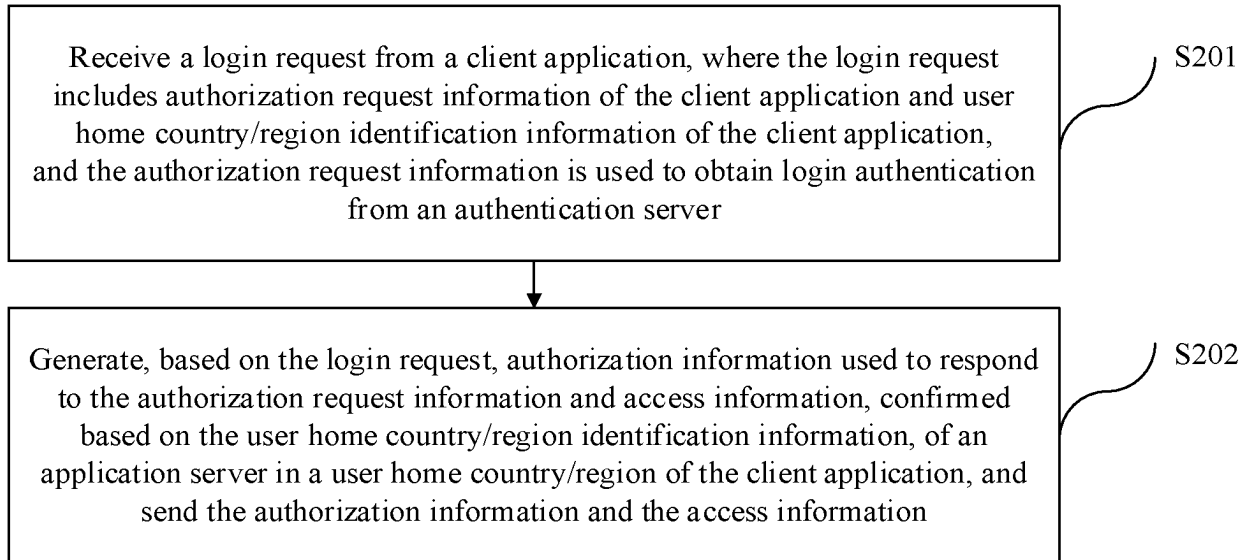 Receive a login request from a client application, where the login request
includes authorization request information of the client application and user
home country/region identification information of the client application,
and the authorization request information is used to obtain login authentication
from an authentication server
S201
Generate, based on the login request, authorization information used to respond
to the authorization request information and access information, confirmed
based on the user home country/region identification information, of an
application server in a user home country/region of the client application, and
send the authorization information and the access information
S202